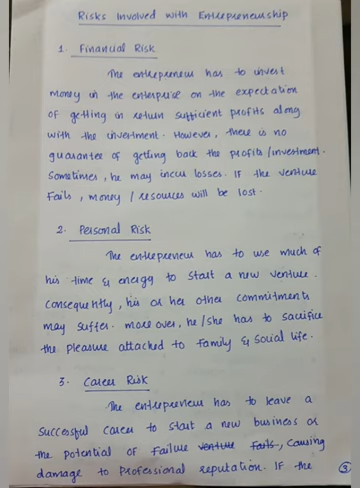 Risks Involved with Entrepreneurship
1. Financial Risk
The entrepreneur has to invest
money in the enterprise on the expectation
of getting in return sufficient profits along
with the investment. However, there is no
guarantee of getting back the profits/investment.
Sometimes, he may incur losses. If the venture
Fails, money / resources will be lost.
2. Personal Risk
The entrepreneur has to use much of
his time & energy to start a new venture.
consequently, his or her other commitments
may suffer. more over, he/she has to sacrifice
the pleasure attached to family & social life.
3. Career Risk
The entrepreneur has to leave a
successful career to start a new business or
the potential of Failure venture Fails, causing
damage to professional reputation. If the
3